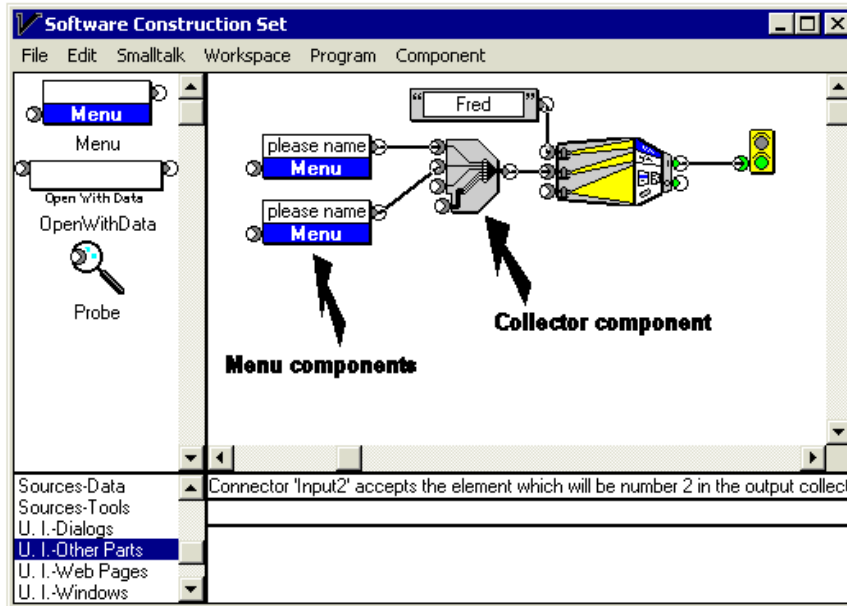 Software Construction Set
File Edit Smalltalk Workspace Program Component
Menu
Menu
Open With Data
OpenWithData
Probe
“ Fred ”
please name
Menu
please name
Menu
Collector component
Menu components
Sources-Data
Sources-Tools
U. I.-Dialogs
U. I.-Other Parts
U. I.-Web Pages
U. I.-Windows
Connector 'Input2' accepts the element which will be number 2 in the output collect